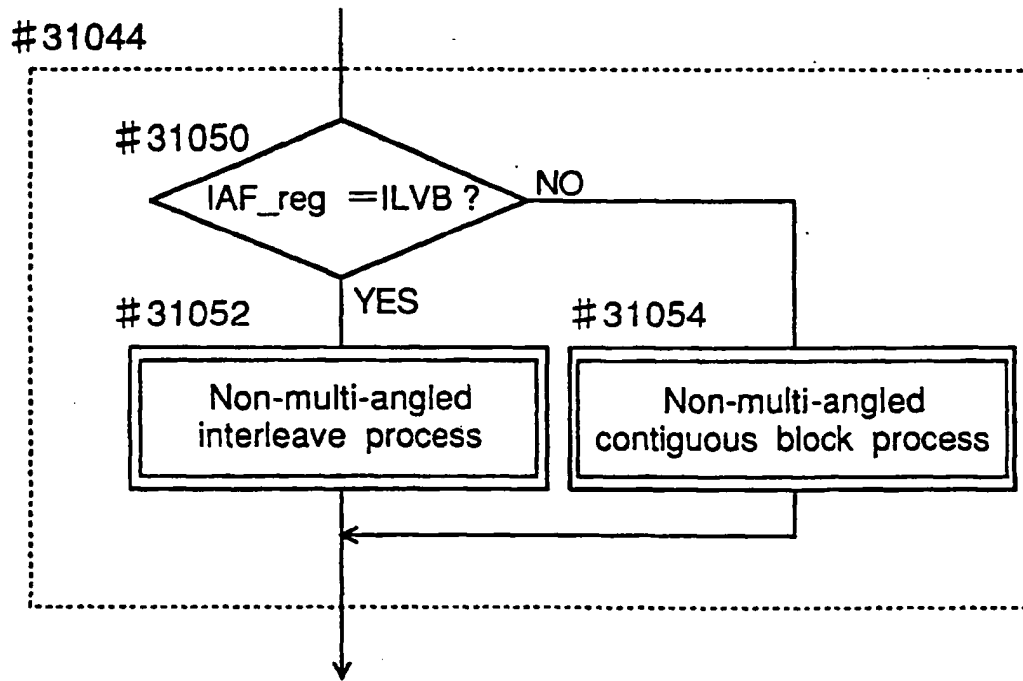 #31044
#31050
IAF_reg =ILVB ?
NO
YES
#31052
#31054
Non-multi-angled
interleave process
Non-multi-angled
contiguous block process